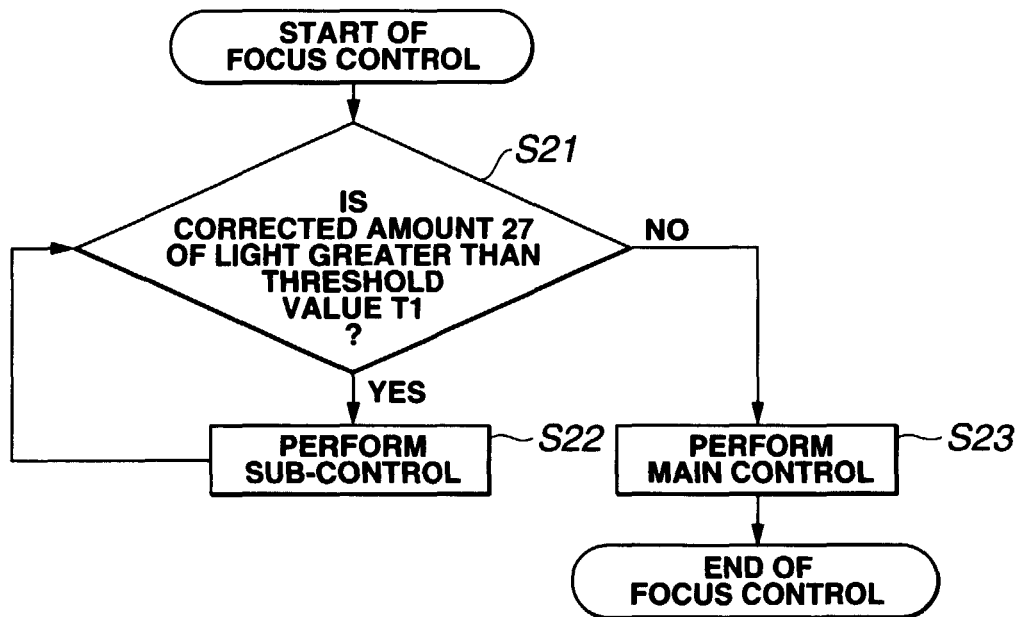 START OF
FOCUS CONTROL
S21
IS
CORRECTED AMOUNT 27
OF LIGHT GREATER THAN
THRESHOLD
VALUE T1
?
NO
YES
PERFORM
SUB-CONTROL
S22
PERFORM
MAIN CONTROL
S23
END OF
FOCUS CONTROL